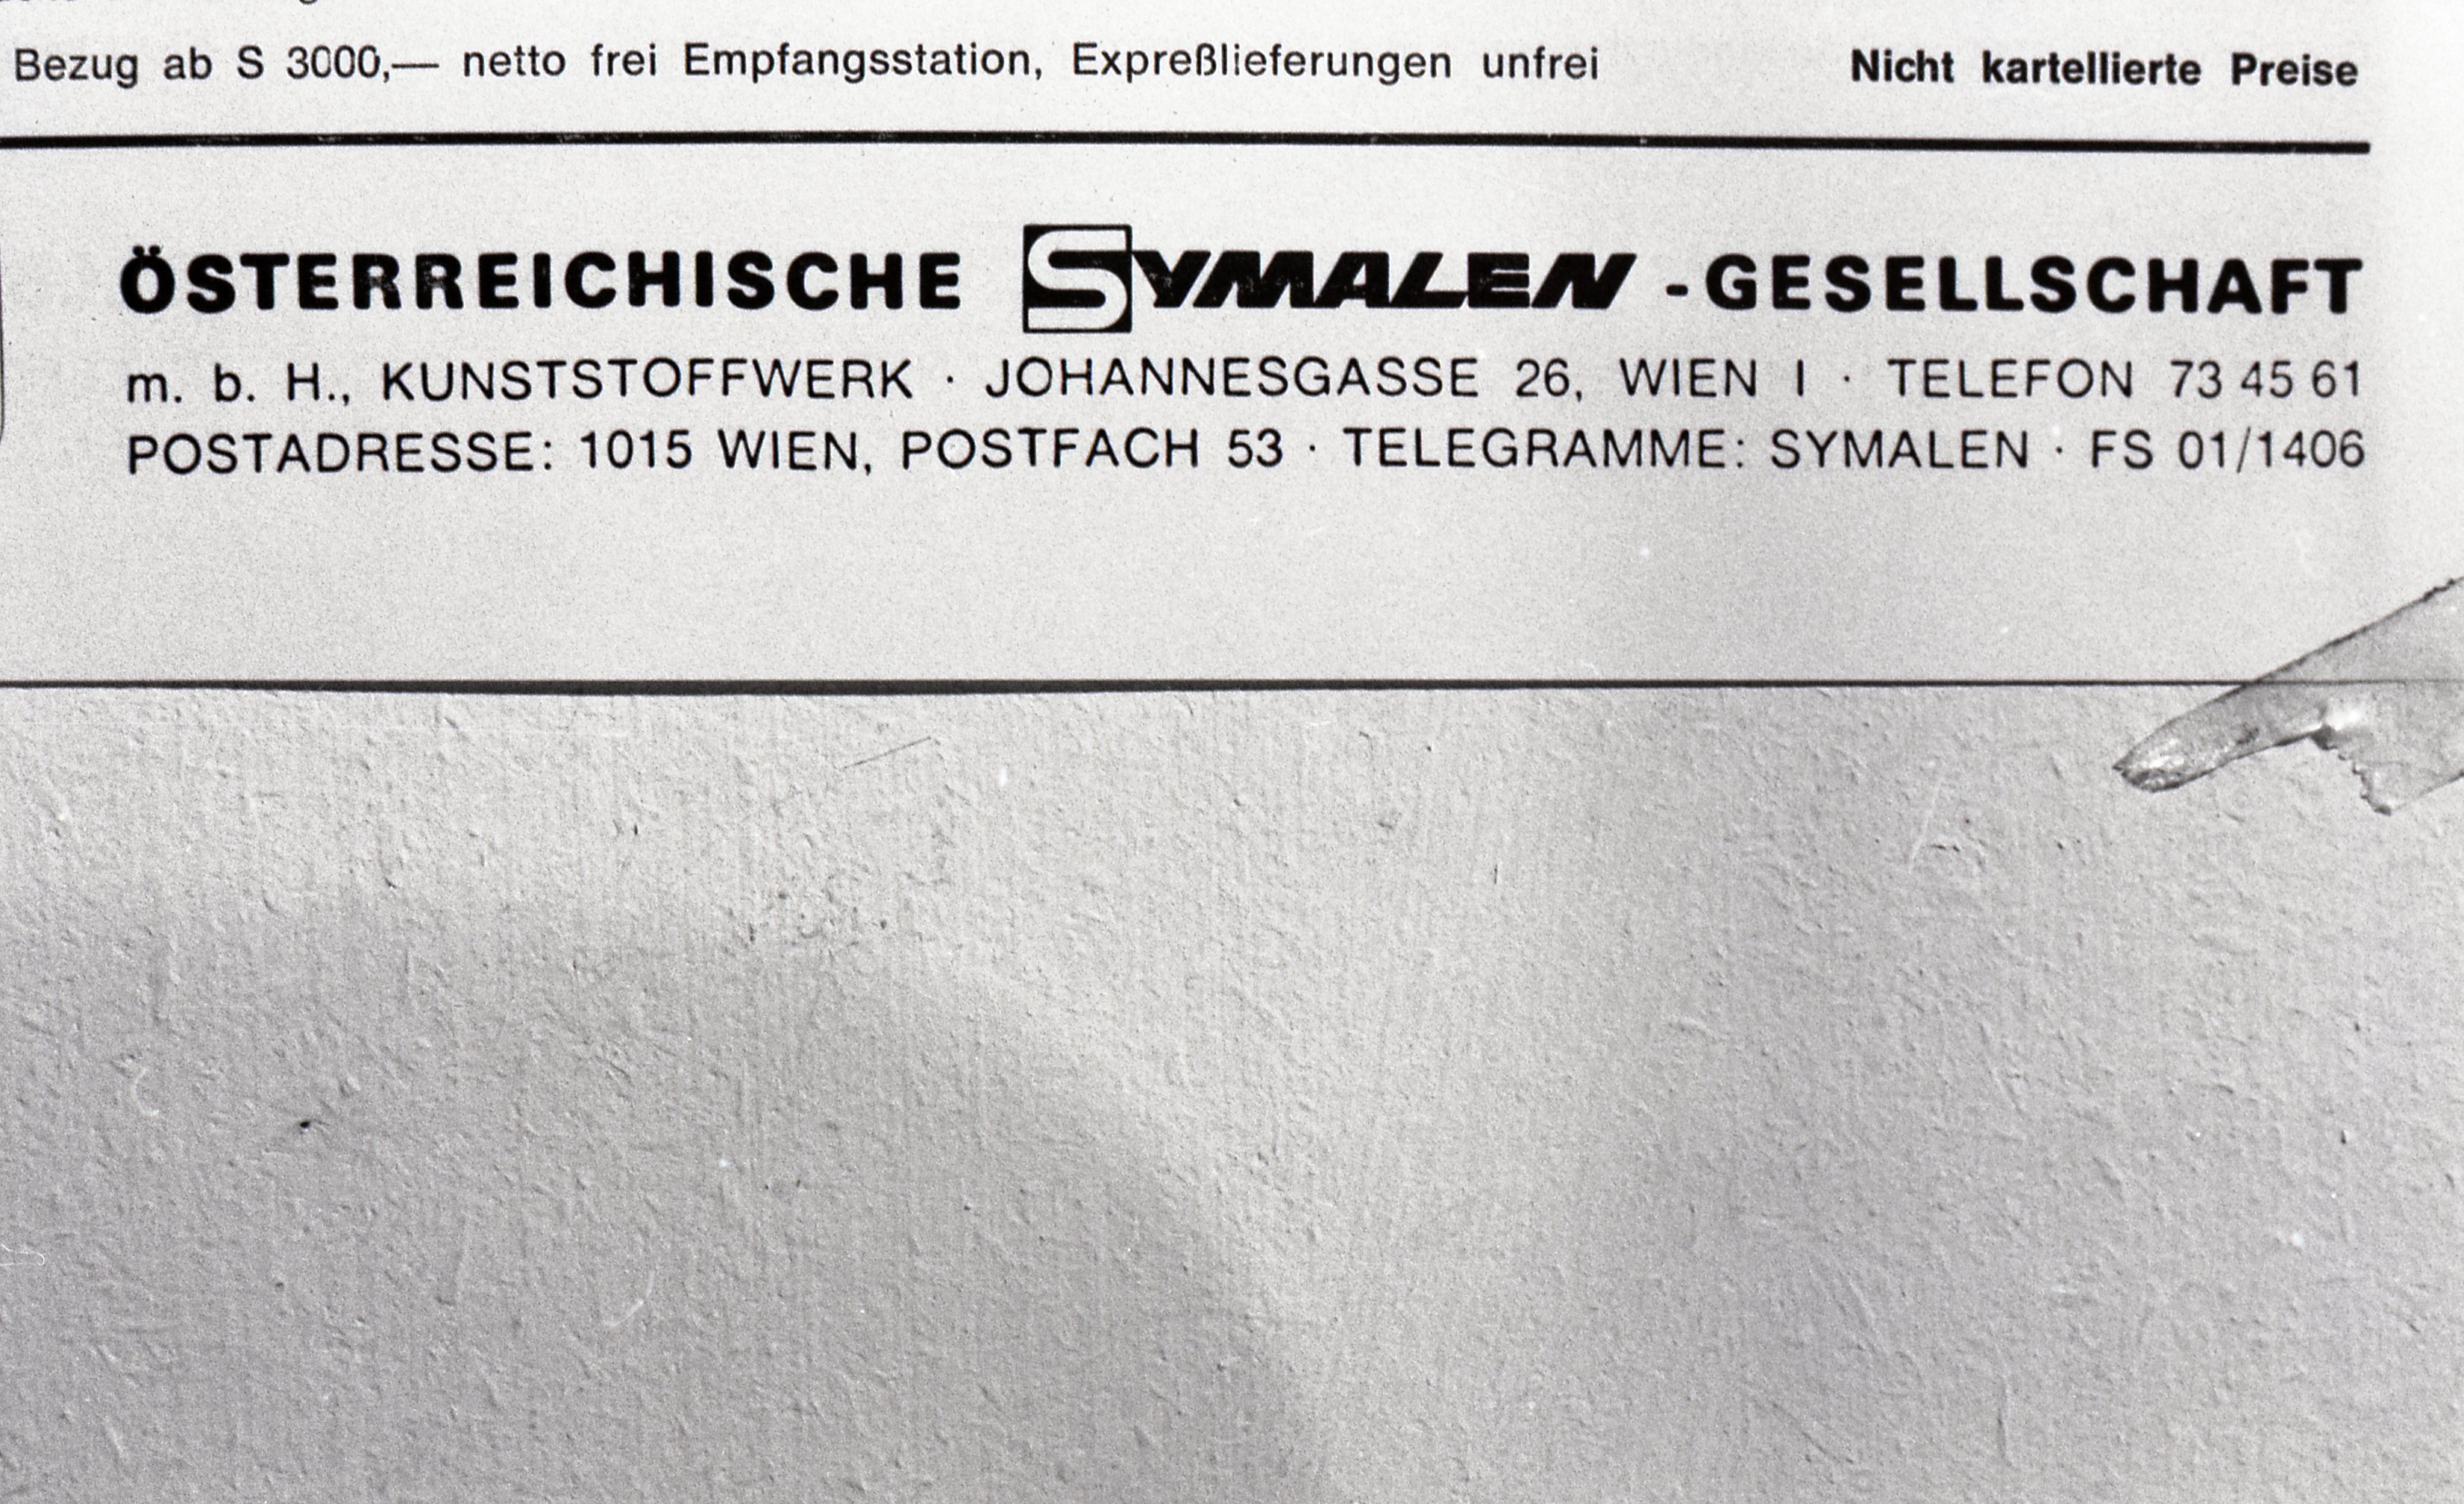 Bezug ab S 3000,— netto frei Empfangsstation, Expreßlieferungen unfrei Nicht kartellierte Preise
ÖSTERREICHISCHE SYMALEN -GESELLSCHAFT
m. b. H., KUNSTSTOFFWERK · JOHANNESGASSE 26, WIEN I · TELEFON 73 45 61
POSTADRESSE: 1015 WIEN, POSTFACH 53 · TELEGRAMME: SYMALEN · FS 01/1406